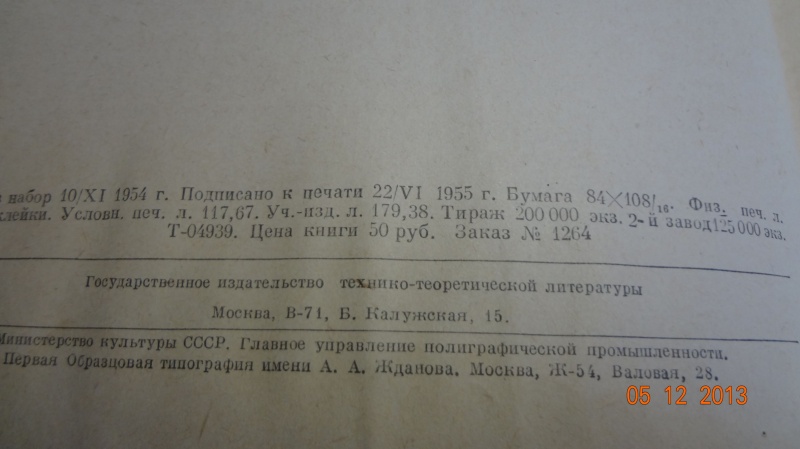 набор 10/XI 1954 г. Подписано к печати 22/VI 1955 г. Бумага 84×108/16. Физ. печ. л.
клейки. Условн. печ. л. 117,67. Уч.-изд. л. 179,38. Тираж 200 000 экз. 2-й завод 125 000 экз.
Т-04939. Цена книги 50 руб. Заказ № 1264
Государственное издательство технико-теоретической литературы
Москва, В-71, Б. Калужская, 15.
Министерство культуры СССР. Главное управление полиграфической промышленности.
Первая Образцовая типография имени А. А. Жданова. Москва, Ж-54, Валовая, 28.
05 12 2013